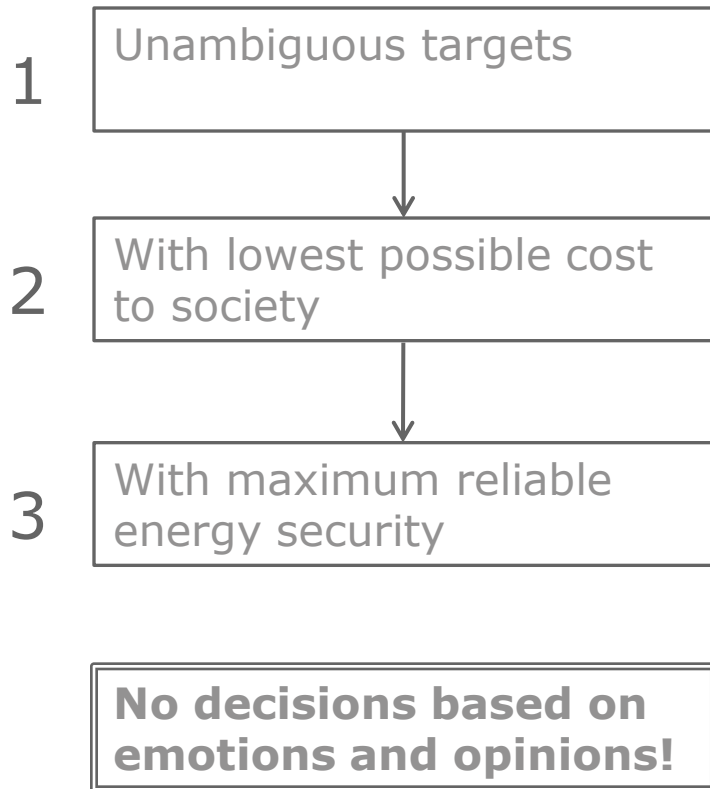 1
Unambiguous targets
2
With lowest possible cost
to society
3
With maximum reliable
energy security
No decisions based on
emotions and opinions!